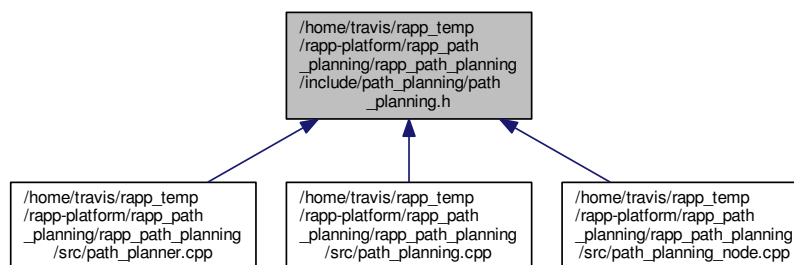 /home/travis/rapp_temp
/rapp-platform/rapp_path
_planning/rapp_path_planning
/include/path_planning/path
_planning.h
/home/travis/rapp_temp
/rapp-platform/rapp_path
_planning/rapp_path_planning
/src/path_planner.cpp
/home/travis/rapp_temp
/rapp-platform/rapp_path
_planning/rapp_path_planning
/src/path_planning.cpp
/home/travis/rapp_temp
/rapp-platform/rapp_path
_planning/rapp_path_planning
/src/path_planning_node.cpp